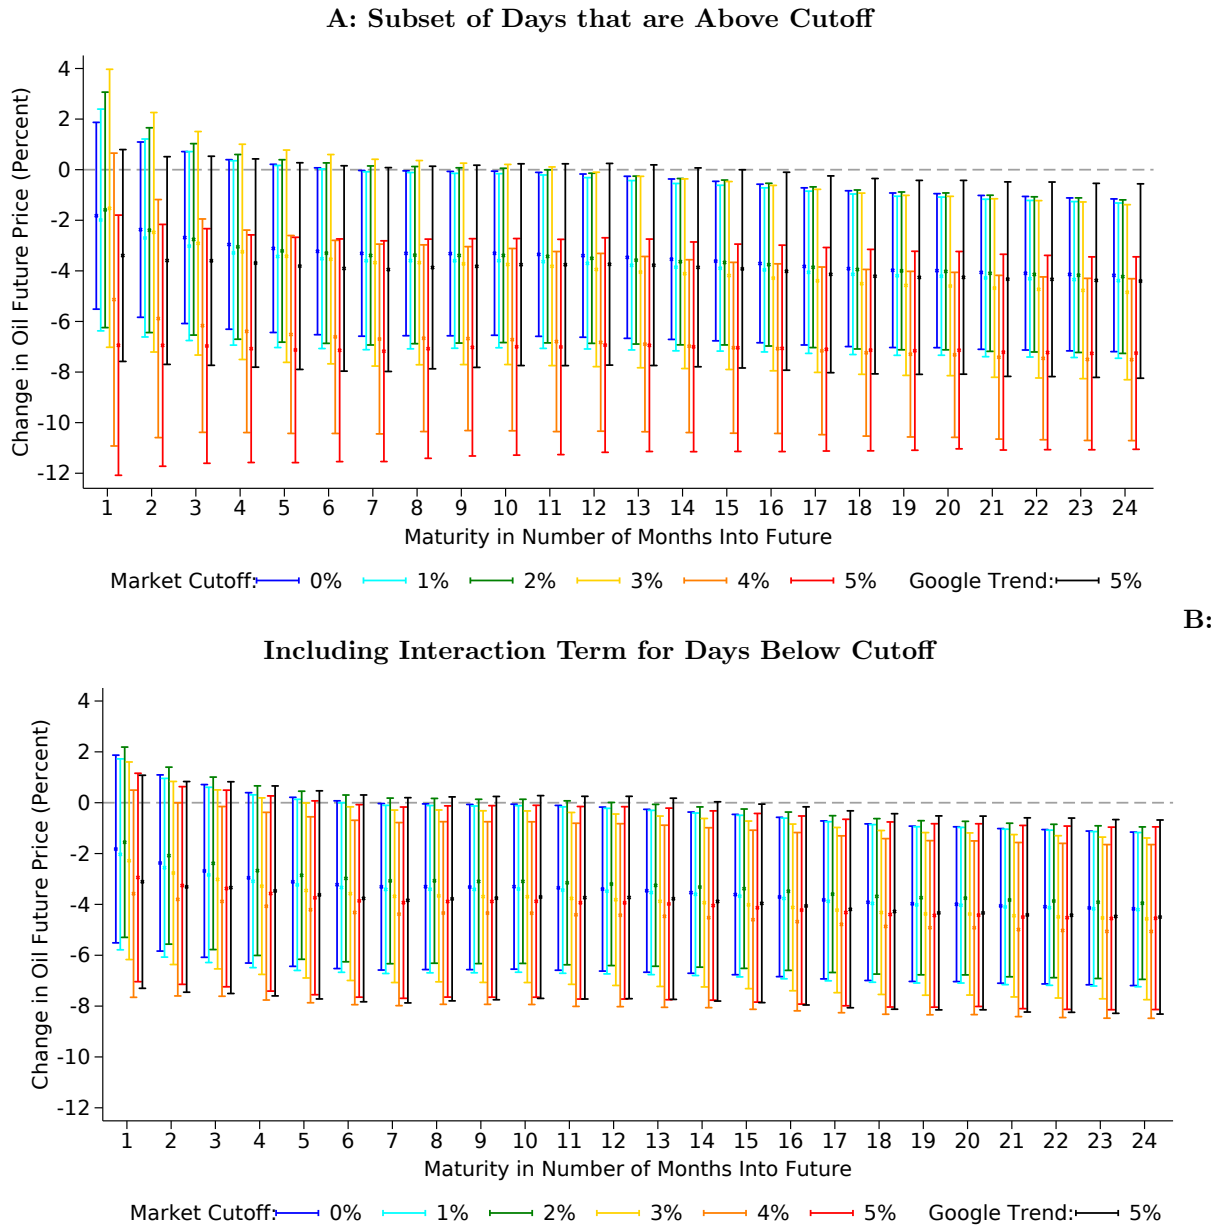 A: Subset of Days that are Above Cutoff
Change in Oil Future Price (Percent)
4
2
0
-2
-4
-6
-8
-10
-12
1 2 3 4 5 6 7 8 9 10 11 12 13 14 15 16 17 18 19 20 21 22 23 24
Maturity in Number of Months Into Future
Market Cutoff: 0% 1% 2% 3% 4% 5% Google Trend: 5%
B:
Including Interaction Term for Days Below Cutoff
Change in Oil Future Price (Percent)
4
2
0
-2
-4
-6
-8
-10
-12
1 2 3 4 5 6 7 8 9 10 11 12 13 14 15 16 17 18 19 20 21 22 23 24
Maturity in Number of Months Into Future
Market Cutoff: 0% 1% 2% 3% 4% 5% Google Trend: 5%